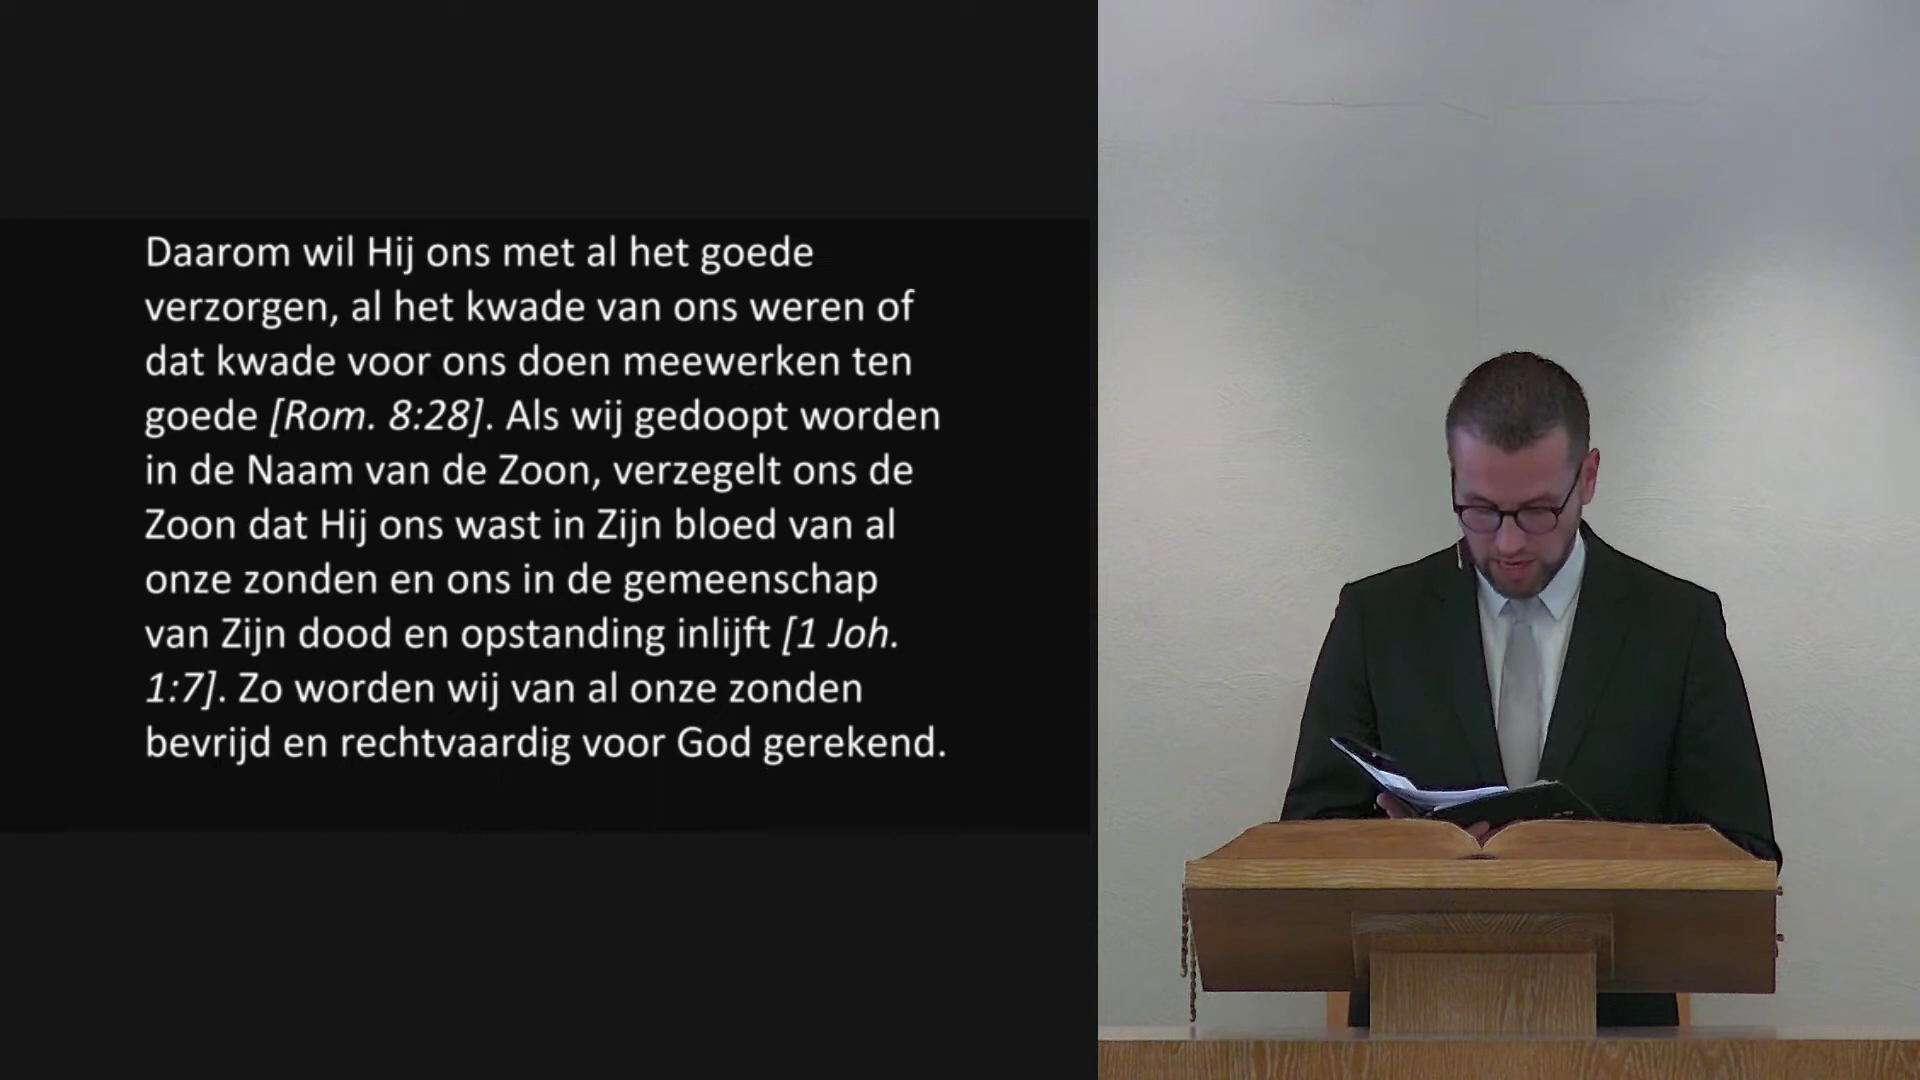 Daarom wil Hij ons met al het goede
verzorgen, al het kwade van ons weren of
dat kwade voor ons doen meewerken ten
goede [Rom. 8:28]. Als wij gedoopt worden
in de Naam van de Zoon, verzegelt ons de
Zoon dat Hij ons wast in Zijn bloed van al
onze zonden en ons in de gemeenschap
van Zijn dood en opstanding inlijft [1 Joh.
1:7]. Zo worden wij van al onze zonden
bevrijd en rechtvaardig voor God gerekend.